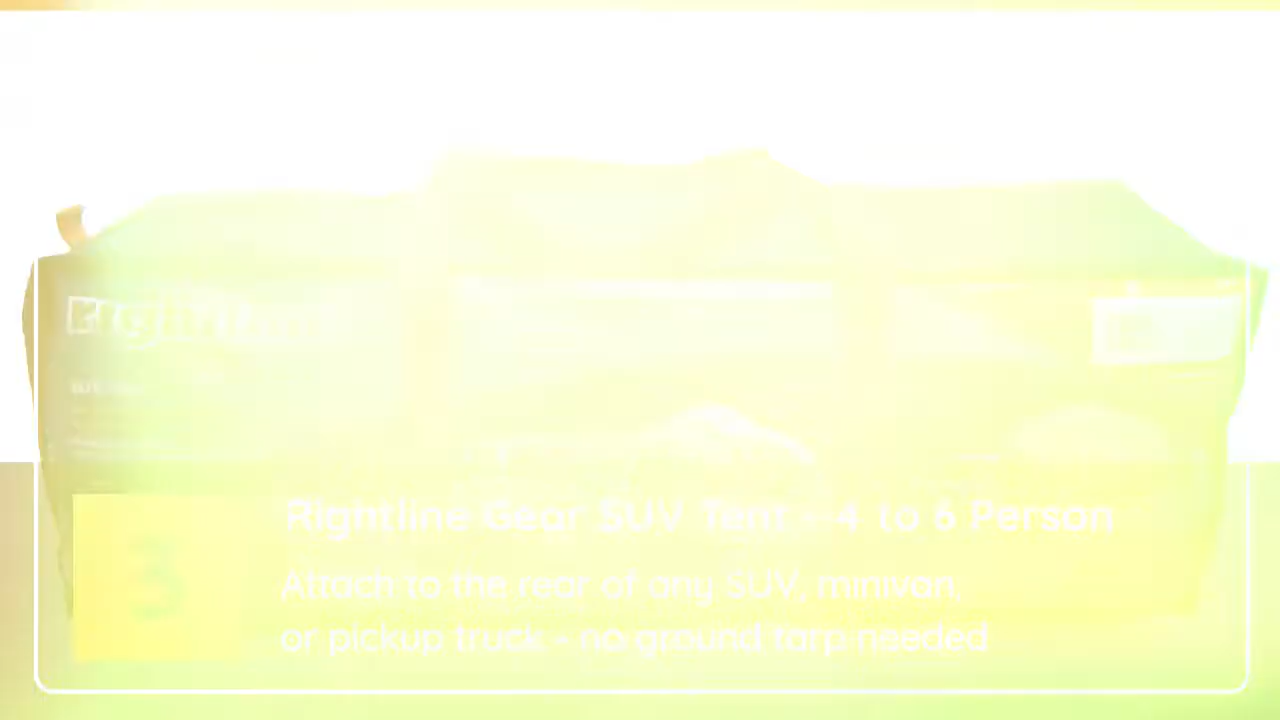 Rightline
3
Rightline Gear SUV Tent - 4 to 6 Person
Attach to the rear of any SUV, minivan,
or pickup truck - no ground tarp needed